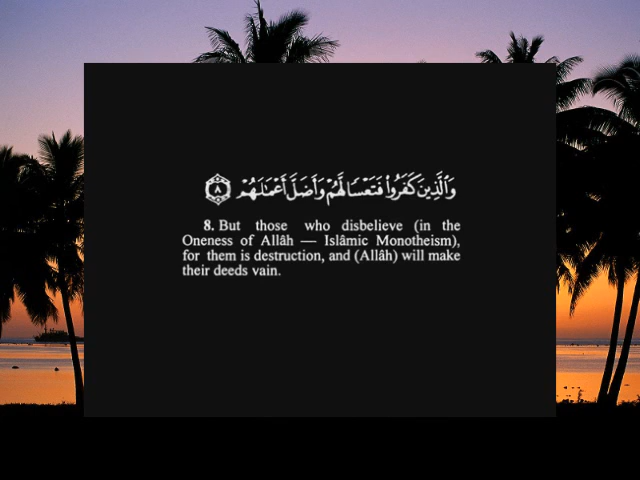 وَٱلَّذِينَ كَفَرُوا۟ فَتَعْسًا لَّهُمْ وَأَضَلَّ أَعْمَـٰلَهُمْ ۝٨
8. But those who disbelieve (in the
Oneness of Allâh — Islâmic Monotheism),
for them is destruction, and (Allâh) will make
their deeds vain.